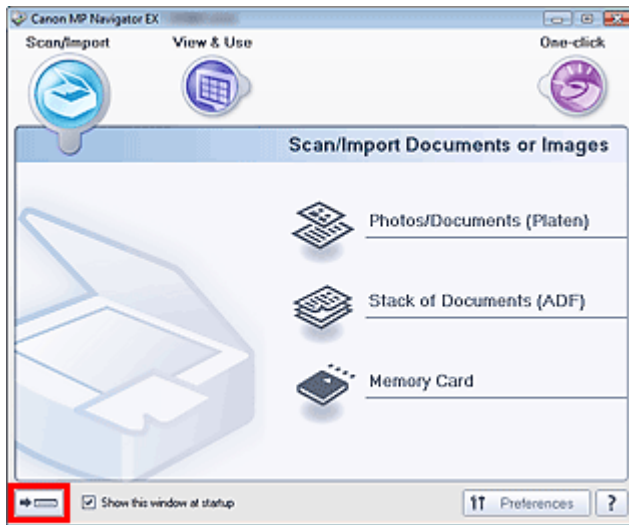 Canon MP Navigator EX
Scan/Import View & Use One-click
Scan/Import Documents or Images
Photos/Documents (Platen)
Stack of Documents (ADF)
Memory Card
Show this window at startup Preferences ?